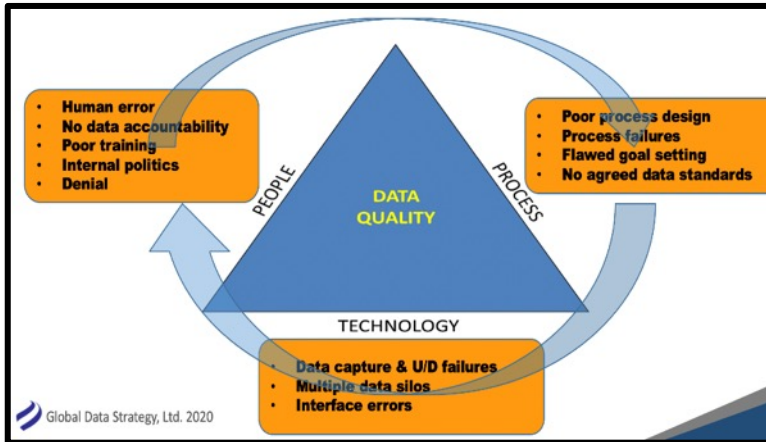 • Human error
• No data accountability
• Poor training
• Internal politics
• Denial
• Poor process design
• Process failures
• Flawed goal setting
• No agreed data standards
PEOPLE
DATA
QUALITY
PROCESS
TECHNOLOGY
• Data capture & U/D failures
• Multiple data silos
• Interface errors
Global Data Strategy, Ltd. 2020